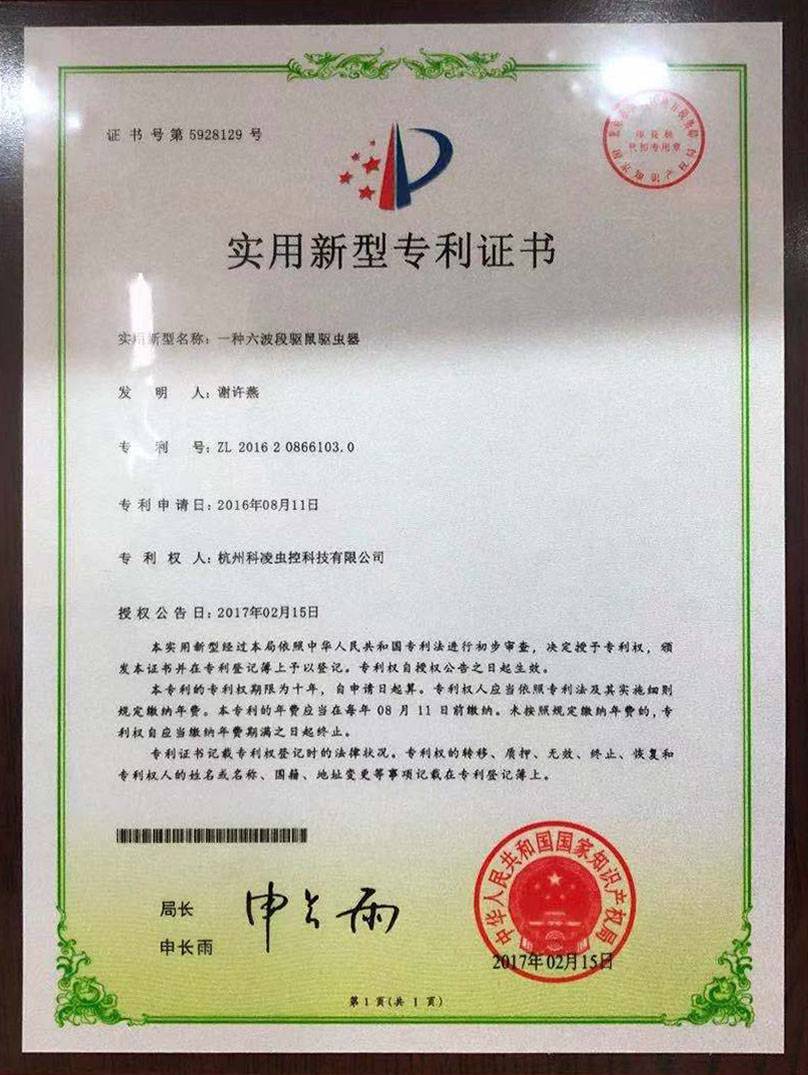 证书号第5928129号
实用新型专利证书
实用新型名称：一种六波段驱鼠驱虫器
发明人：谢许燕
专利号：ZL 2016 2 0866103.0
专利申请日：2016年08月11日
专利权人：杭州科凌虫控科技有限公司
授权公告日：2017年02月15日
本实用新型经过本局依照中华人民共和国专利法进行初步审查，决定授予专利权，颁
发本证书并在专利登记簿上予以登记。专利权自授权公告之日起生效。
本专利的专利权期限为十年，自申请日起算。专利权人应当依照专利法及其实施细则
规定缴纳年费。本专利的年费应当在每年 08 月 11 日前缴纳。未按照规定缴纳年费的，专
利权自应当缴纳年费期满之日起终止。
专利证书记载专利权登记时的法律状况。专利权的转移、质押、无效、终止、恢复和
专利权人的姓名或名称、国籍、地址变更等事项记载在专利登记簿上。
局长
申长雨
申长雨
中华人民共和国国家知识产权局
2017年02月15日
第 1 页（共 1 页）